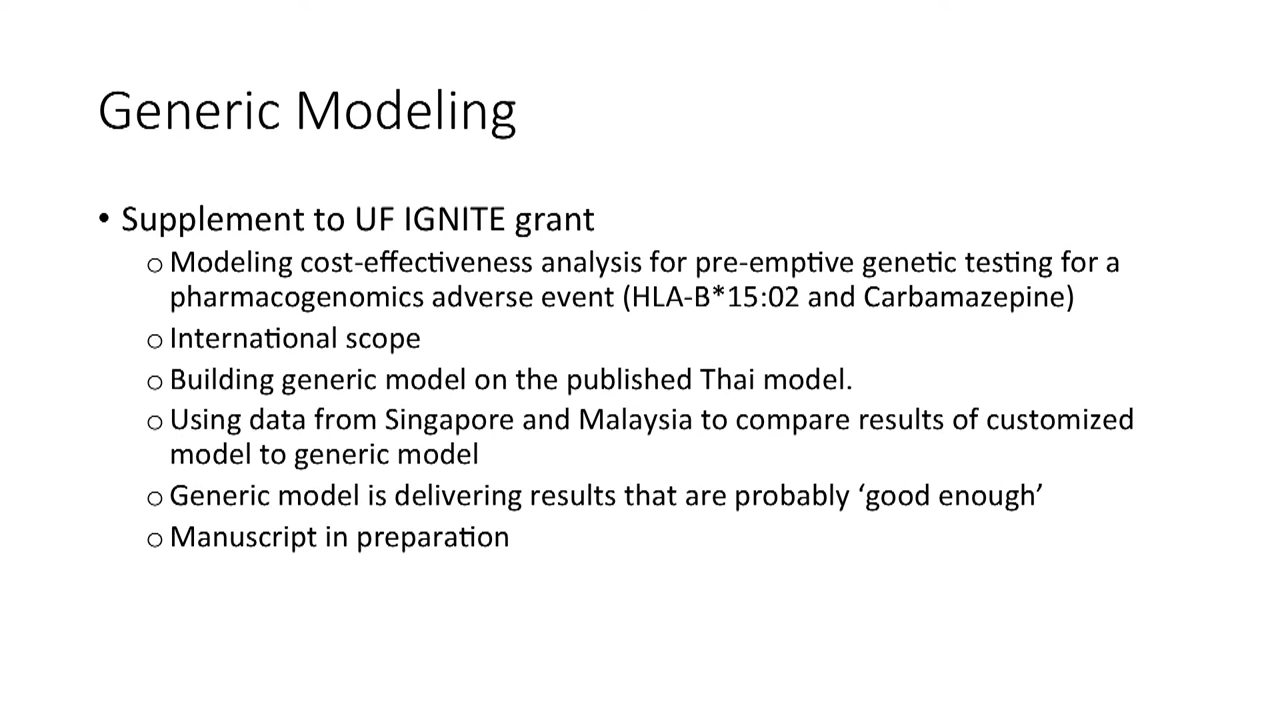 Generic Modeling
• Supplement to UF IGNITE grant
o Modeling cost-effectiveness analysis for pre-emptive genetic testing for a
pharmacogenomics adverse event (HLA-B*15:02 and Carbamazepine)
o International scope
o Building generic model on the published Thai model.
o Using data from Singapore and Malaysia to compare results of customized
model to generic model
o Generic model is delivering results that are probably ‘good enough’
o Manuscript in preparation